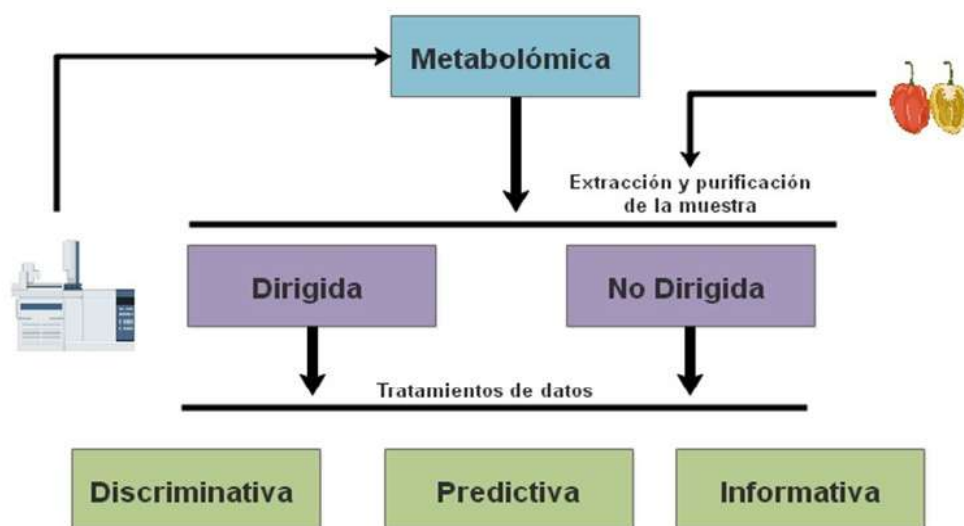 Metabolómica
Extracción y purificación
de la muestra
Dirigida
No Dirigida
Tratamientos de datos
Discriminativa
Predictiva
Informativa